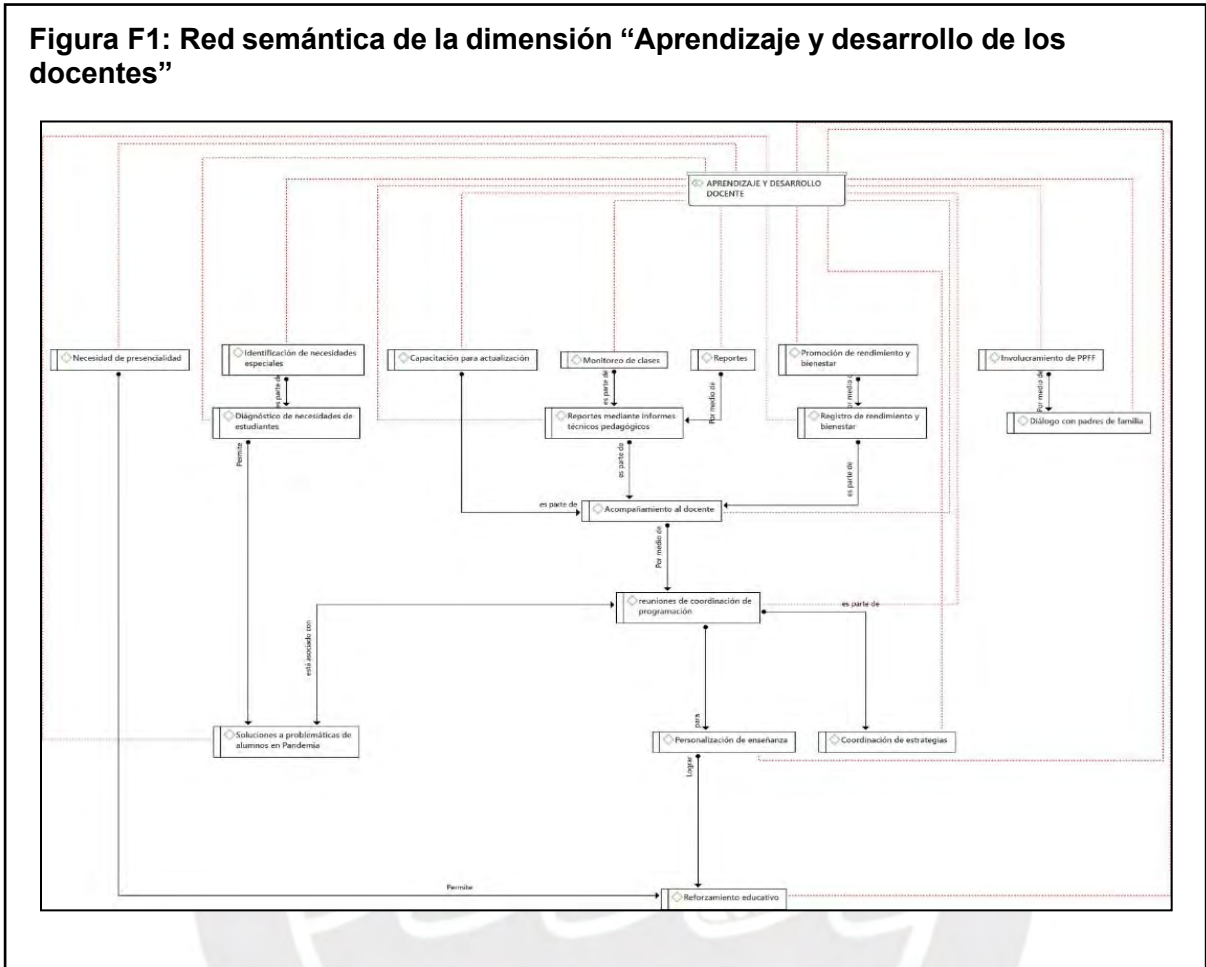 Figura F1: Red semántica de la dimensión “Aprendizaje y desarrollo de los
docentes”
APRENDIZAJE Y DESARROLLO
DOCENTE
Necesidad de presencialidad
Identificación de necesidades
especiales
Capacitación para actualización
Monitoreo de clases
Reportes
Promoción de rendimiento y
bienestar
Involucramiento de PPFF
es parte de
es parte de
Por medio de
Por medio d
Por medio de
Diágnóstico de necesidades de
estudiantes
Reportes mediante informes
técnicos pedagógicos
Registro de rendimiento y
bienestar
Diálogo con padres de familia
Permite
es parte de
es parte de
es parte de
Acompañamiento al docente
Por medio de
reuniones de coordinación de
programación
es parte de
está asociado con
para
Soluciones a problemáticas de
alumnos en Pandemia
Personalización de enseñanza
Coordinación de estrategias
Lograr
Permite
Reforzamiento educativo